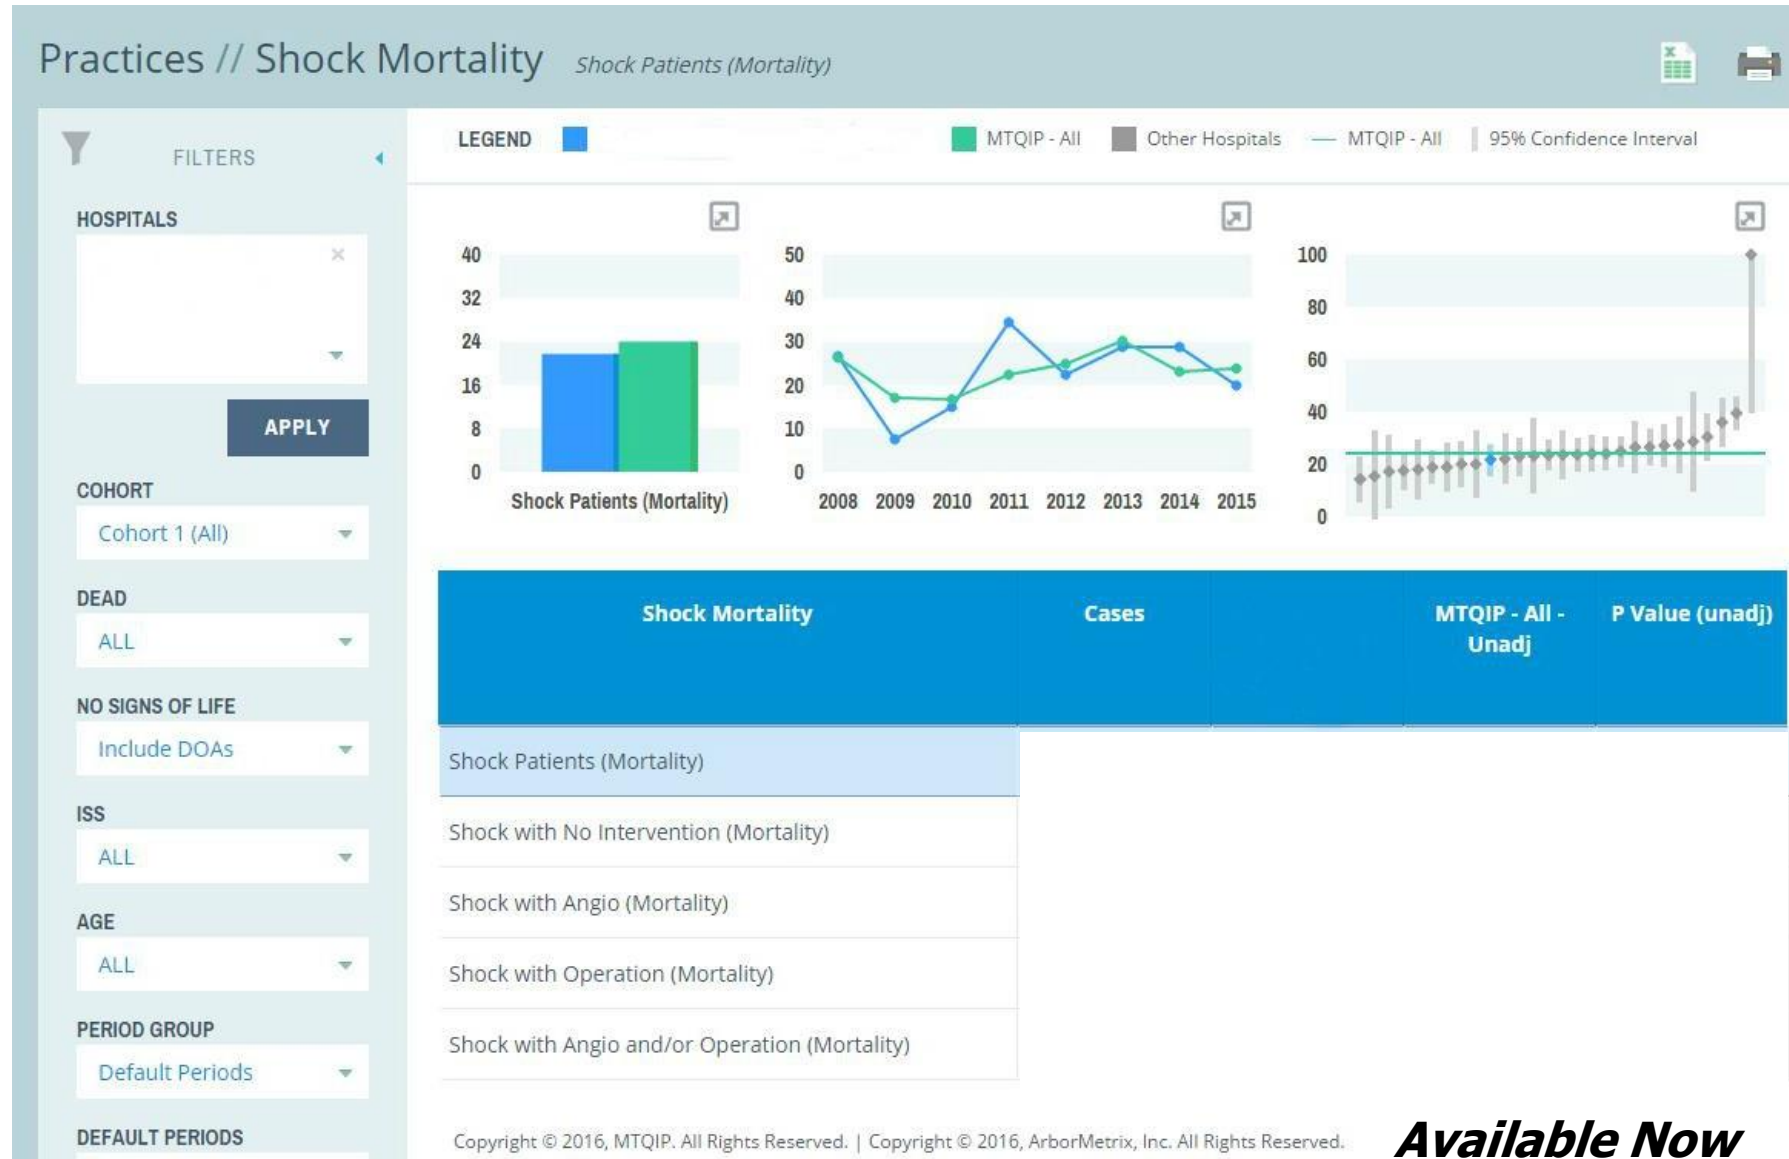 Practices // Shock Mortality Shock Patients (Mortality)
FILTERS
HOSPITALS
APPLY
COHORT
Cohort 1 (All)
DEAD
ALL
NO SIGNS OF LIFE
Include DOAs
ISS
ALL
AGE
ALL
PERIOD GROUP
Default Periods
DEFAULT PERIODS
LEGEND MTQIP - All Other Hospitals MTQIP - All 95% Confidence Interval
40
32
24
16
8
0
Shock Patients (Mortality)
50
40
30
20
10
0
2008 2009 2010 2011 2012 2013 2014 2015
100
80
60
40
20
0
Shock Mortality Cases MTQIP - All - P Value (unadj)
Unadj
Shock Patients (Mortality)
Shock with No Intervention (Mortality)
Shock with Angio (Mortality)
Shock with Operation (Mortality)
Shock with Angio and/or Operation (Mortality)
Copyright © 2016, MTQIP. All Rights Reserved. | Copyright © 2016, ArborMetrix, Inc. All Rights Reserved.
Available Now